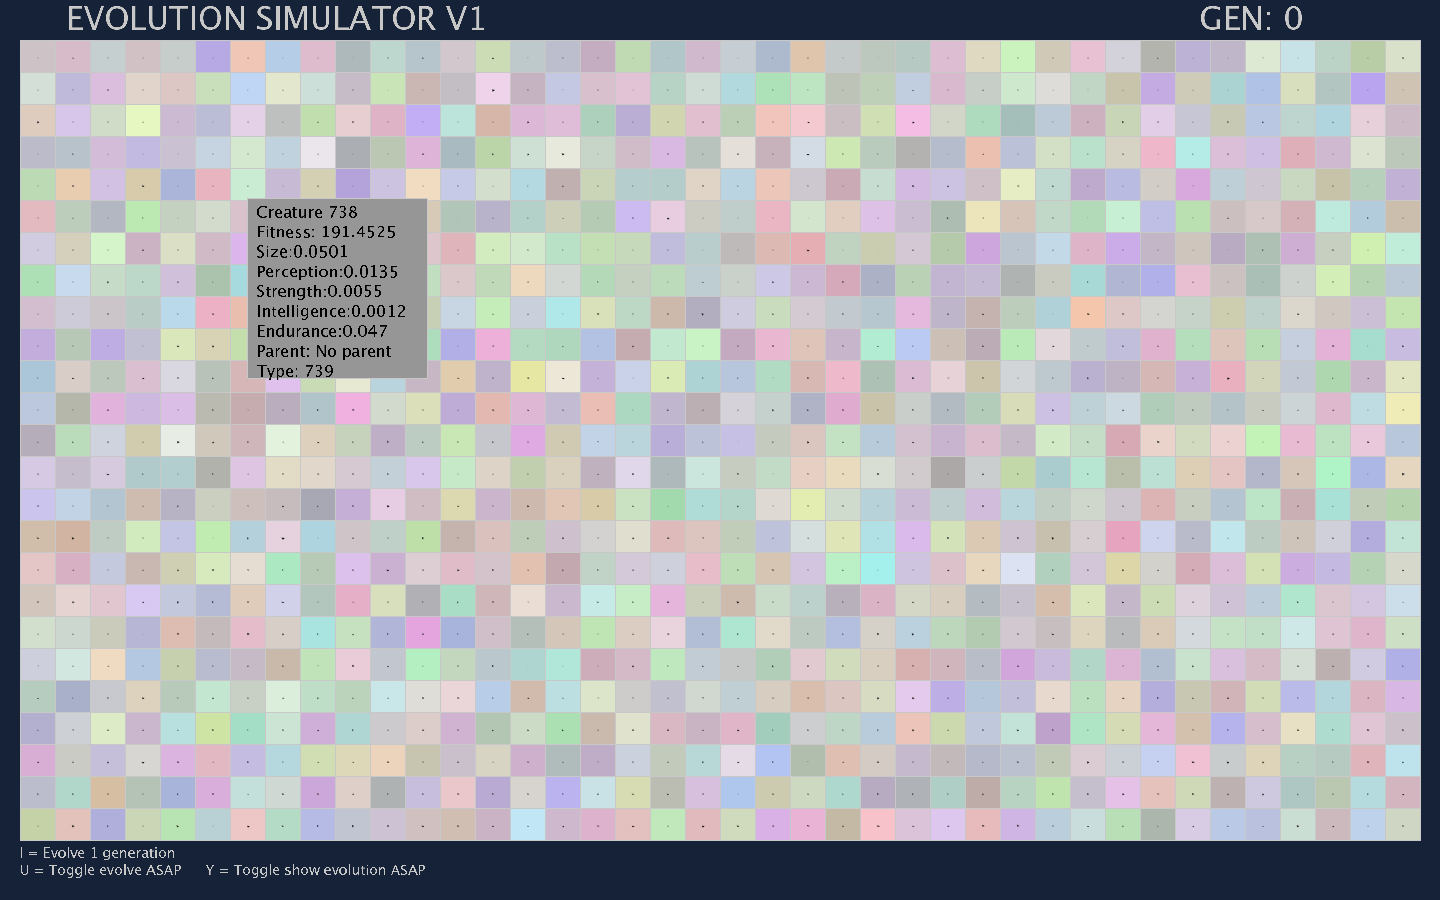 EVOLUTION SIMULATOR V1
GEN: 0
Creature 738
Fitness: 191.4525
Size:0.0501
Perception:0.0135
Strength:0.0055
Intelligence:0.0012
Endurance:0.047
Parent: No parent
Type: 739
I = Evolve 1 generation
U = Toggle evolve ASAP Y = Toggle show evolution ASAP